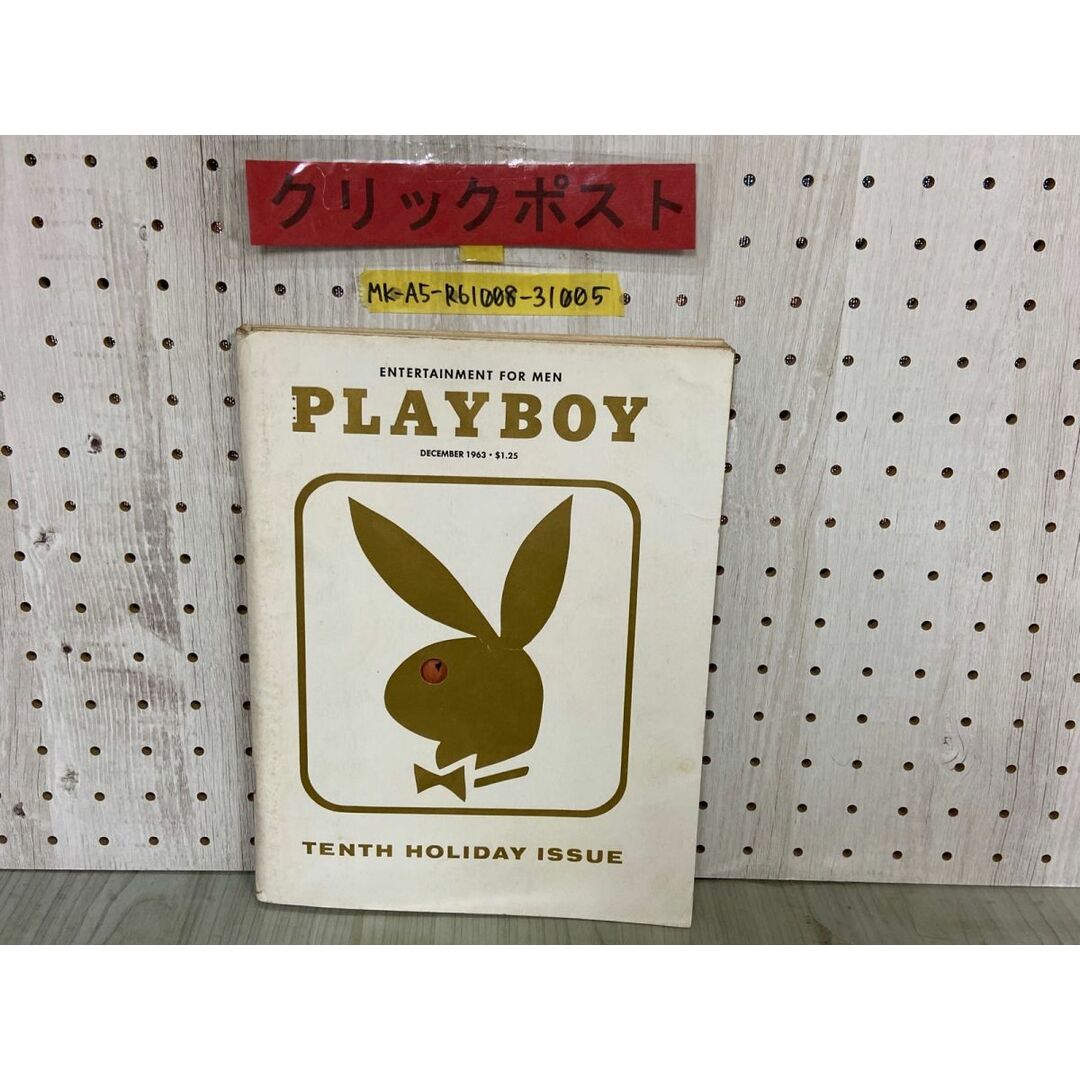 クリックポスト
MK-A5-R61008-31005
ENTERTAINMENT FOR MEN
PLAYBOY
DECEMBER 1963 • $1.25
TENTH HOLIDAY ISSUE